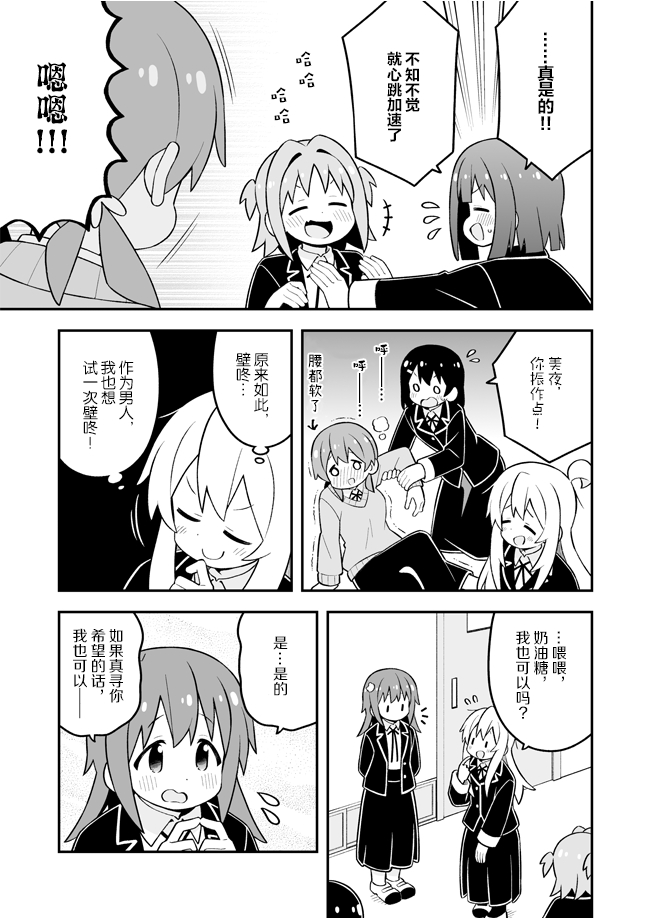 ……真是的!!
不知不觉
就心跳加速了
哈哈
哈哈
嗯嗯!!!
美夜,
你振作点!
呼…
呼…
腰都软了
原来如此,
壁咚…
作为男人,
我也想
试一次壁咚!
…喂喂,
奶油糖,
我也可以吗?
是…是的
如果真寻你
希望的话,
我也可以——